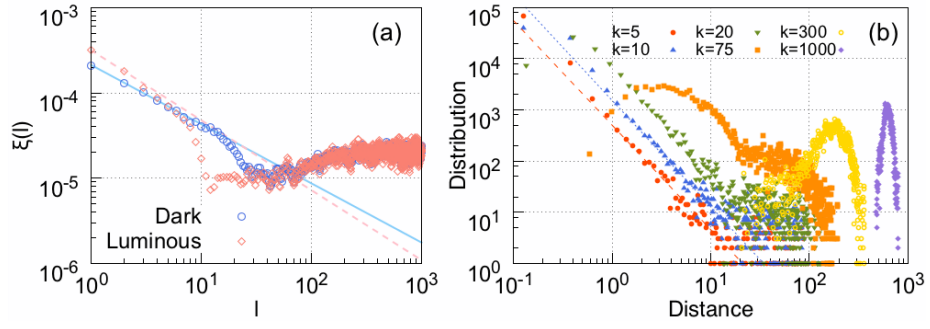 (a)
ξ(l)
10^-3
10^-4
10^-5
10^-6
Dark
Luminous
10^0 10^1 10^2 10^3
l
(b)
Distribution
10^5
10^4
10^3
10^2
10^1
10^0
k=5 k=20 k=300
k=10 k=75 k=1000
10^-1 10^0 10^1 10^2 10^3
Distance